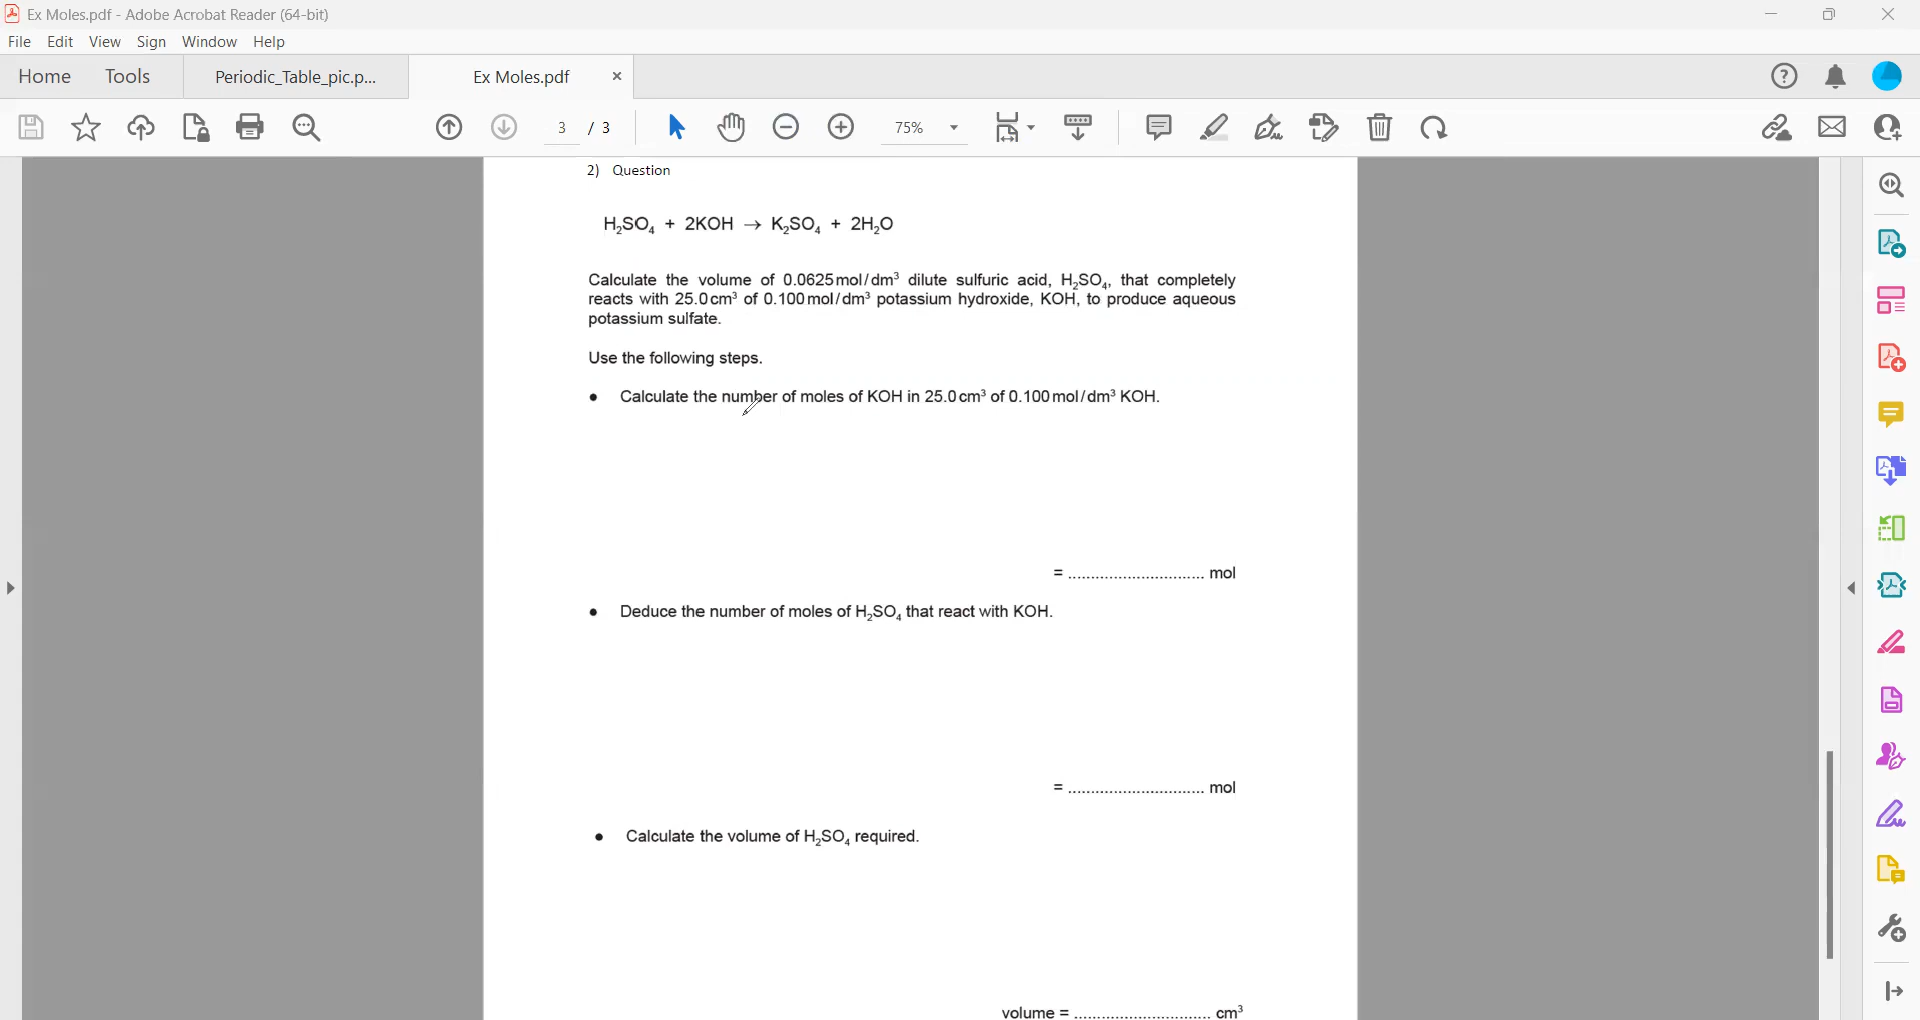 Ex Moles.pdf - Adobe Acrobat Reader (64-bit)
File Edit View Sign Window Help
Home Tools Periodic_Table_pic.p... Ex Moles.pdf ×
3 / 3 75%
2) Question
H₂SO₄ + 2KOH → K₂SO₄ + 2H₂O
Calculate the volume of 0.0625 mol/dm³ dilute sulfuric acid, H₂SO₄, that completely
reacts with 25.0 cm³ of 0.100 mol/dm³ potassium hydroxide, KOH, to produce aqueous
potassium sulfate.
Use the following steps.
● Calculate the number of moles of KOH in 25.0 cm³ of 0.100 mol/dm³ KOH.
= .............................. mol
● Deduce the number of moles of H₂SO₄ that react with KOH.
= .............................. mol
● Calculate the volume of H₂SO₄ required.
volume = .............................. cm³